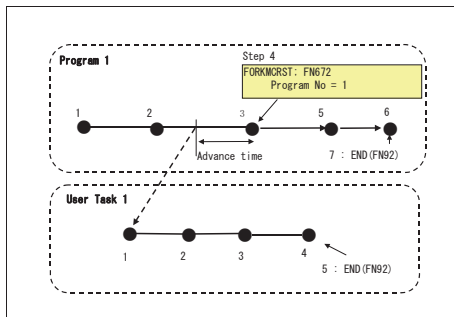 Step 4
Program 1
FORKMCRST: FN672
Program No = 1
1
2
3
5
6
Advance time
7 : END(FN92)
User Task 1
1
2
3
4
5 : END(FN92)